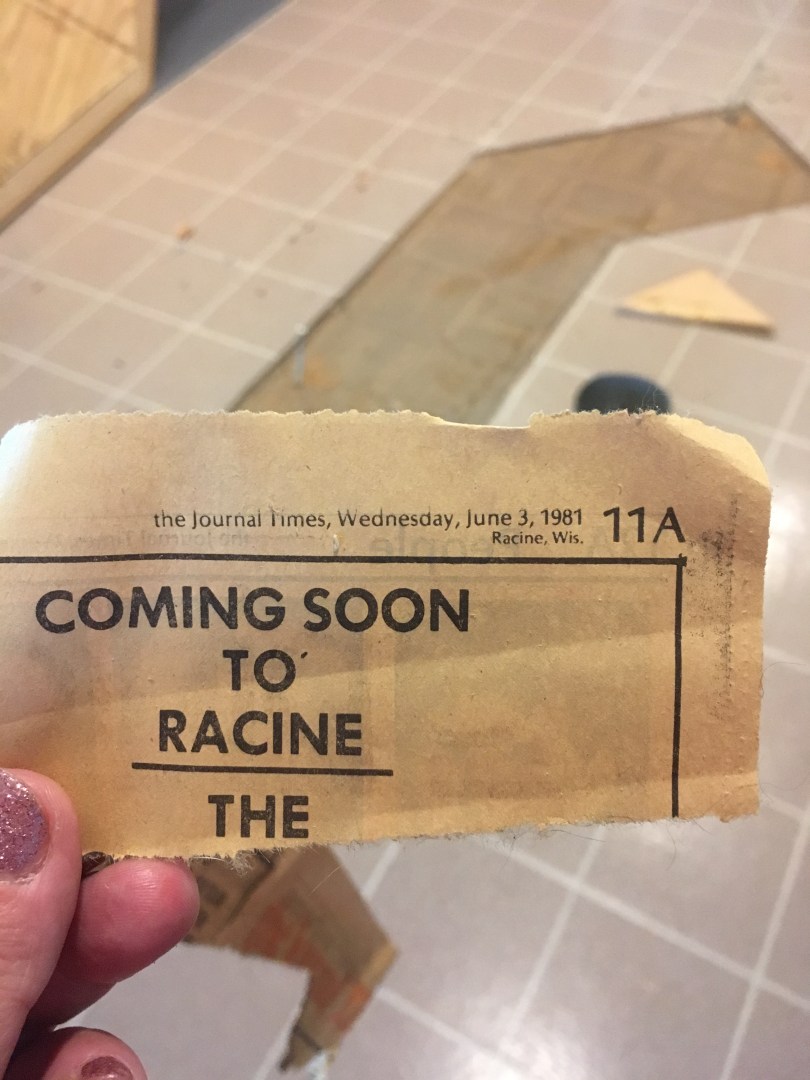 the Journal Times, Wednesday, June 3, 1981 11A
Racine, Wis.
COMING SOON
TO
RACINE
THE